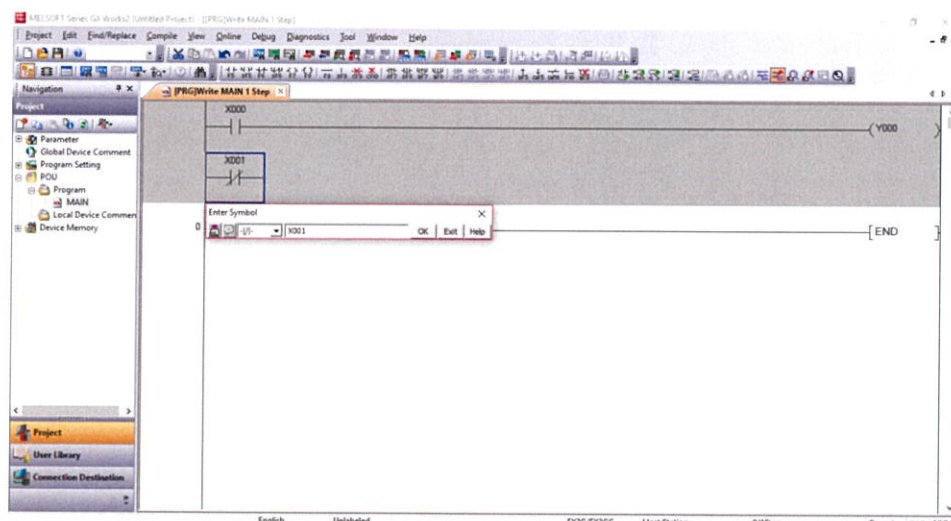 MELSOFT Series GX Works2 (Untitled Project) - [[PRG]Write MAIN 1 Step]
Project Edit Find/Replace Compile View Online Debug Diagnostics Tool Window Help
Navigation
[PRG]Write MAIN 1 Step
Project
Parameter
Global Device Comment
Program Setting
POU
Program
MAIN
Local Device Commen
Device Memory
Project
User Library
Connection Destination
X000
Y000
X001
Enter Symbol
X001 OK Exit Help
0
END
English Unlabeled Host Station